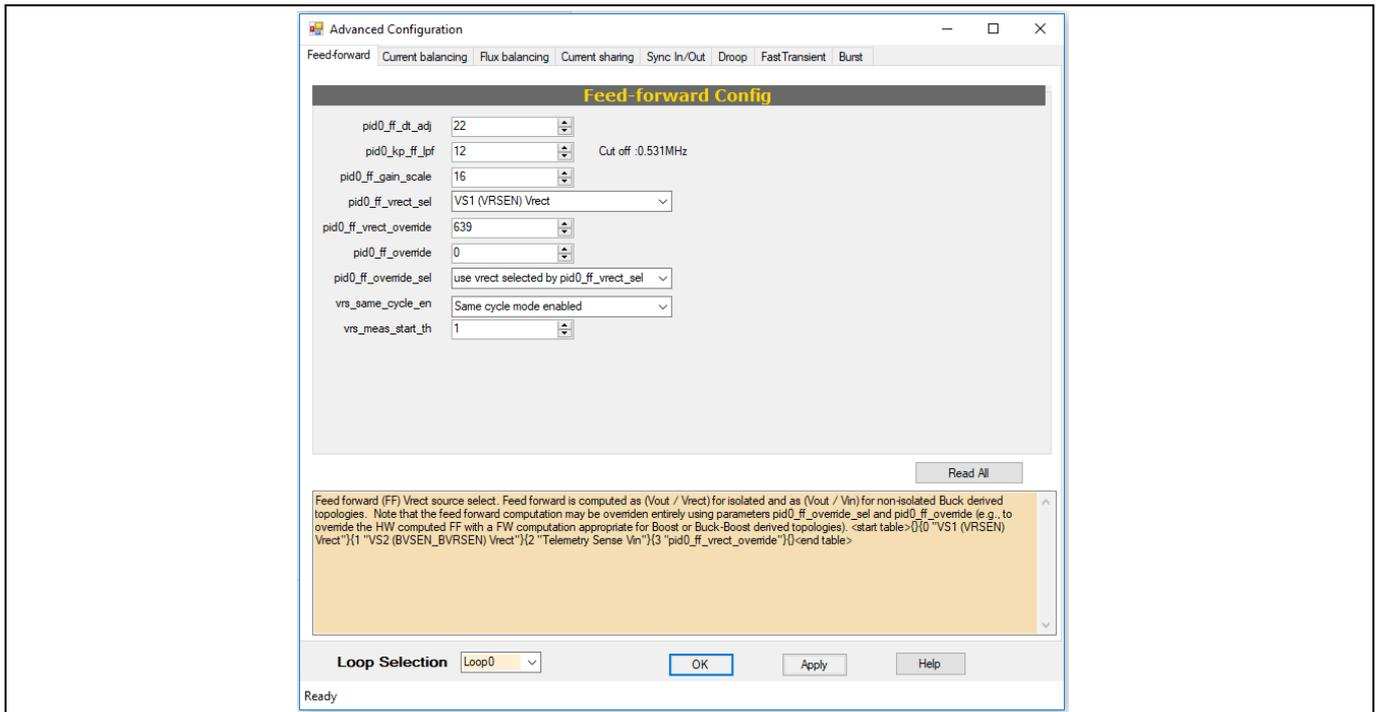 Advanced Configuration
Feed-forward Current balancing Flux balancing Current sharing Sync In/Out Droop Fast Transient Burst
Feed-forward Config
pid0_ff_dt_adj 22
pid0_kp_ff_lpf 12 Cut off :0.531MHz
pid0_ff_gain_scale 16
pid0_ff_vrect_sel VS1 (VRSEN) Vrect
pid0_ff_vrect_override 639
pid0_ff_override 0
pid0_ff_override_sel use vrect selected by pid0_ff_vrect_sel
vrs_same_cycle_en Same cycle mode enabled
vrs_meas_start_th 1
Read All
Feed forward (FF) Vrect source select. Feed forward is computed as (Vout / Vrect) for isolated and as (Vout / Vin) for non-isolated Buck derived
topologies. Note that the feed forward computation may be overriden entirely using parameters pid0_ff_override_sel and pid0_ff_override (e.g., to
override the HW computed FF with a FW computation appropriate for Boost or Buck-Boost derived topologies). <start table>{}{0 "VS1 (VRSEN)
Vrect"}{1 "VS2 (BVSEN_BVRSEN) Vrect"}{2 "Telemetry Sense Vin"}{3 "pid0_ff_vrect_override"}{}<end table>
Loop Selection Loop0 OK Apply Help
Ready